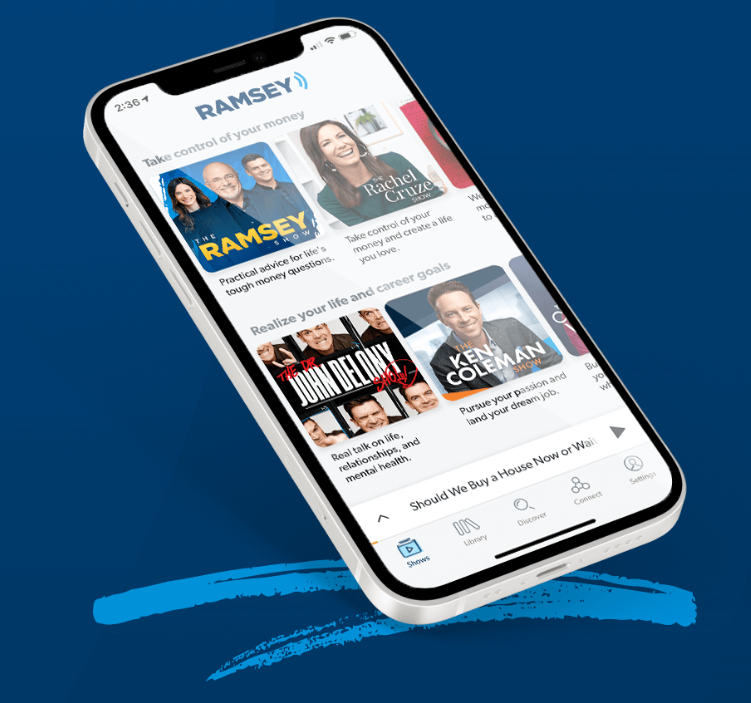 2:36
RAMSEY
Take control of your money
THE
RAMSEY
SHOW
THE
Rachel
Cruze
SHOW
Practical advice for life's
tough money questions.
Take control of your
money and create a life
you love.
Realize your life and career goals
THE DR
JOHN DELONY
SHOW
THE
KEN
COLEMAN
SHOW
Real talk on life,
relationships, and
mental health.
Pursue your passion and
land your dream job.
Should We Buy a House Now or Wait
Shows
Library
Discover
Connect
Settings